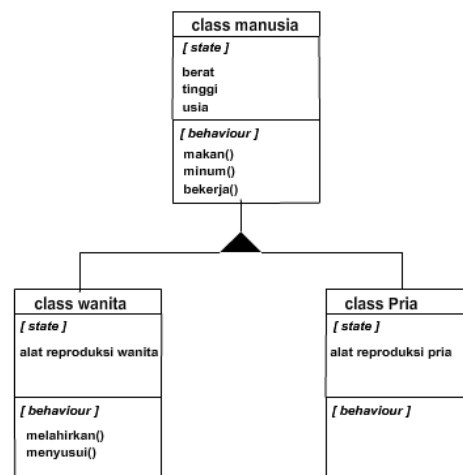 class manusia
[ state ]
berat
tinggi
usia
[ behaviour ]
makan()
minum()
bekerja()
class wanita
[ state ]
alat reproduksi wanita
[ behaviour ]
melahirkan()
menyusui()
class Pria
[ state ]
alat reproduksi pria
[ behaviour ]